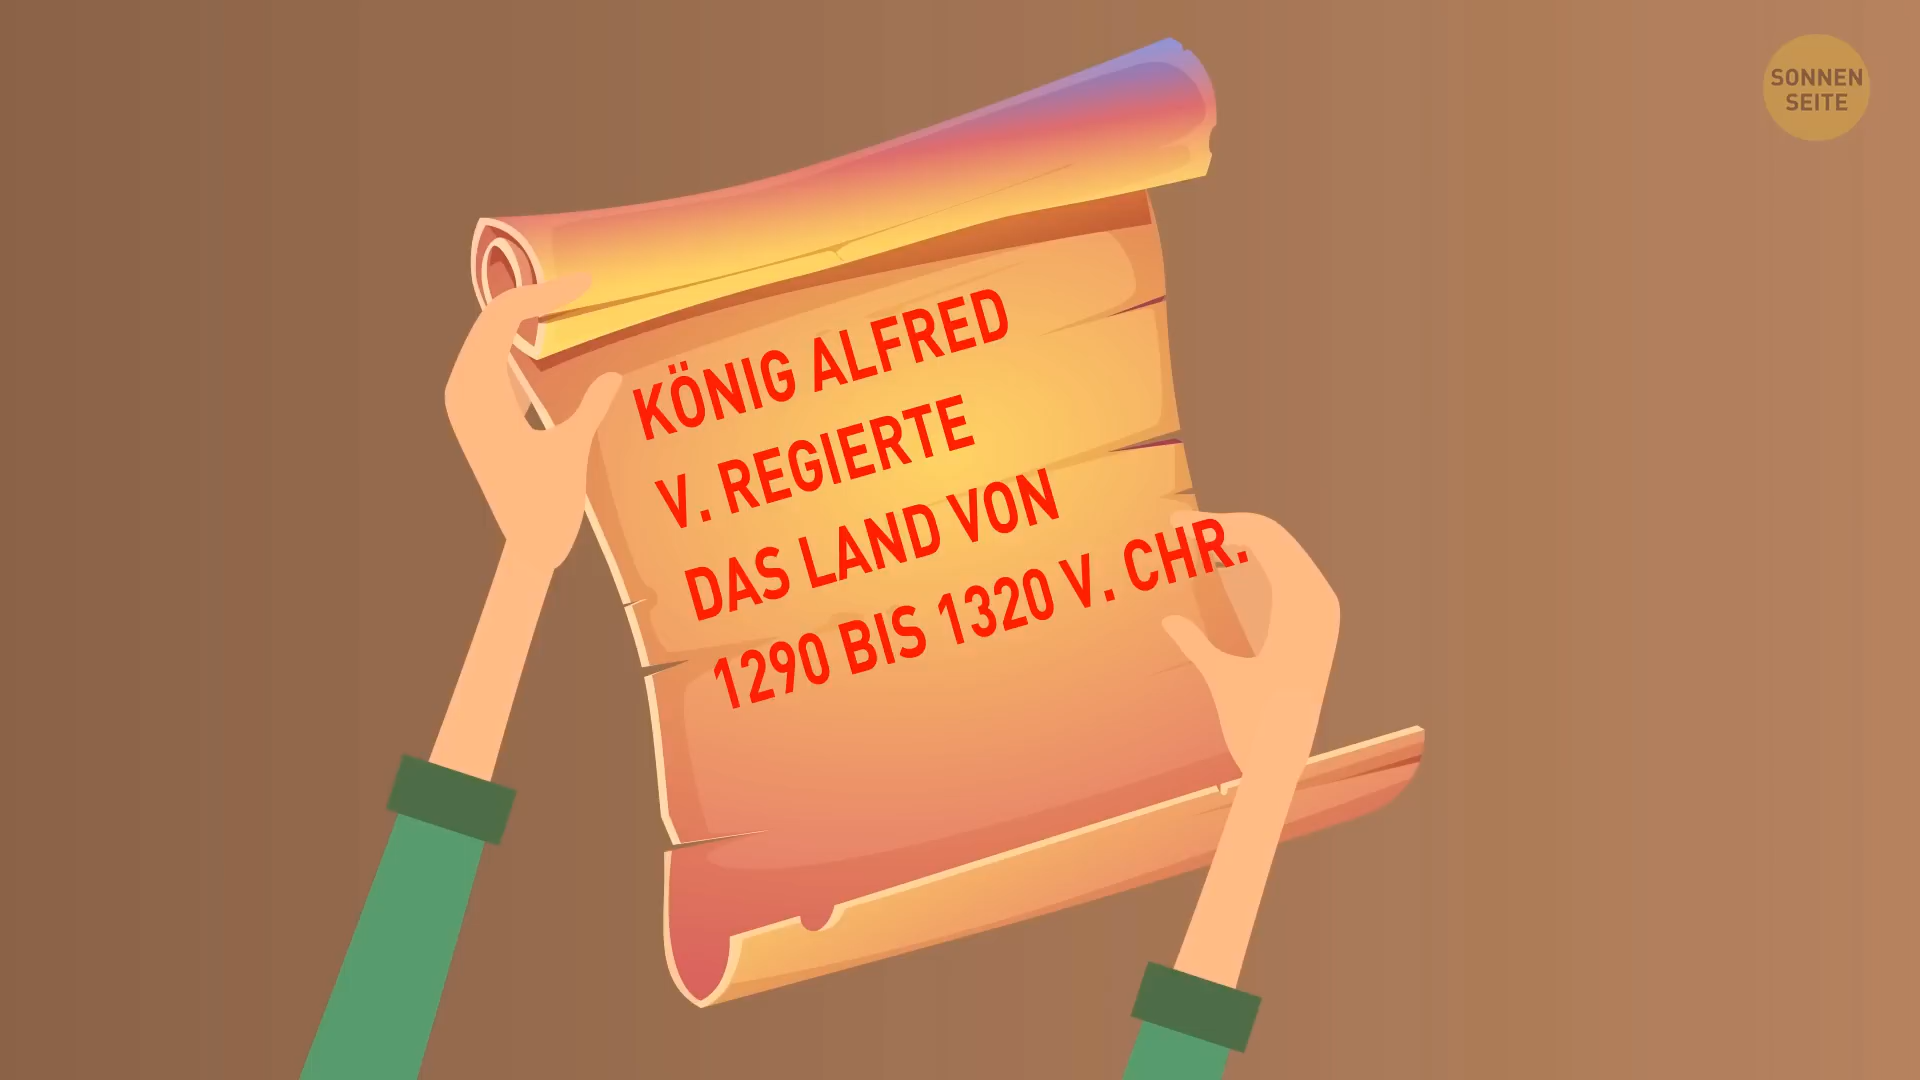 SONNEN
SEITE
KÖNIG ALFRED
V. REGIERTE
DAS LAND VON
1290 BIS 1320 V. CHR.